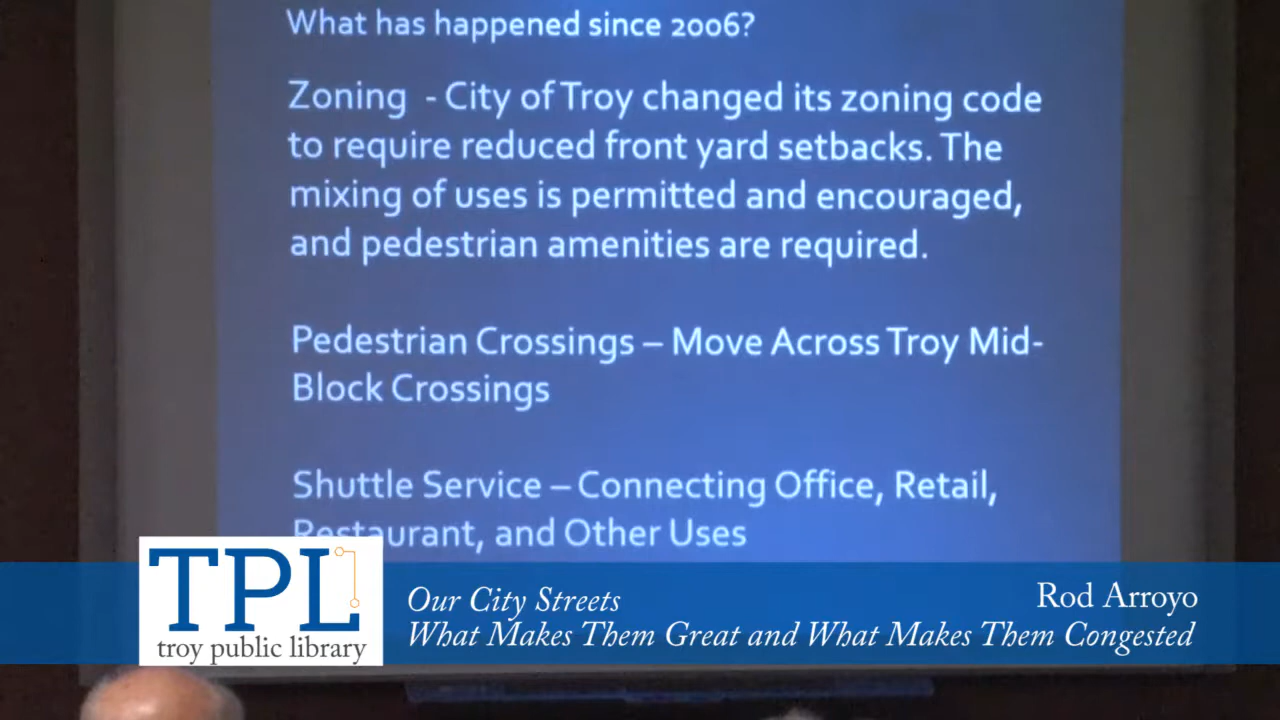 What has happened since 2006?
Zoning - City of Troy changed its zoning code
to require reduced front yard setbacks. The
mixing of uses is permitted and encouraged,
and pedestrian amenities are required.
Pedestrian Crossings – Move Across Troy Mid-
Block Crossings
Shuttle Service – Connecting Office, Retail,
Restaurant, and Other Uses
TPL
troy public library
Our City Streets
Rod Arroyo
What Makes Them Great and What Makes Them Congested